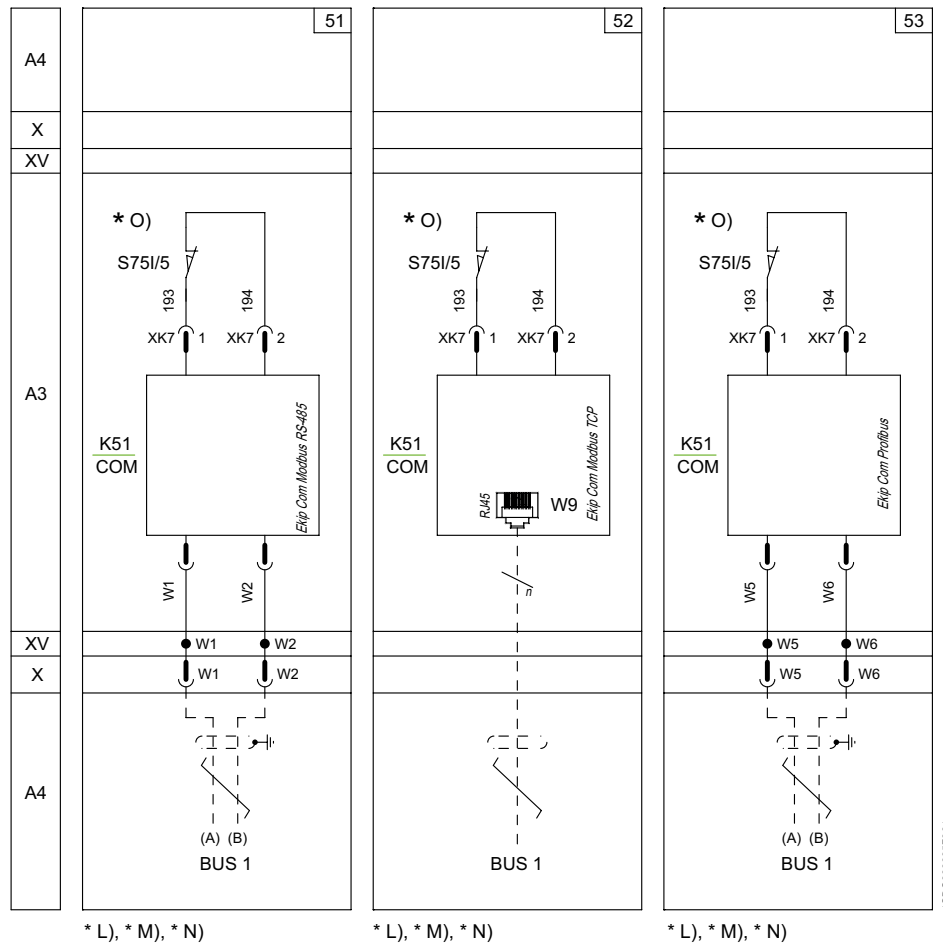 A4
X
XV
A3
XV
X
A4
51
* O)
S75I/5
193
194
XK7
1
XK7
2
K51
COM
Ekip Com Modbus RS-485
W1
W2
W1
W2
W1
W2
(A) (B)
BUS 1
* L), * M), * N)
52
* O)
S75I/5
193
194
XK7
1
XK7
2
K51
COM
Ekip Com Modbus TCP
RJ45
W9
n
BUS 1
* L), * M), * N)
53
* O)
S75I/5
193
194
XK7
1
XK7
2
K51
COM
Ekip Com Profibus
W5
W6
W5
W6
W5
W6
(A) (B)
BUS 1
* L), * M), * N)